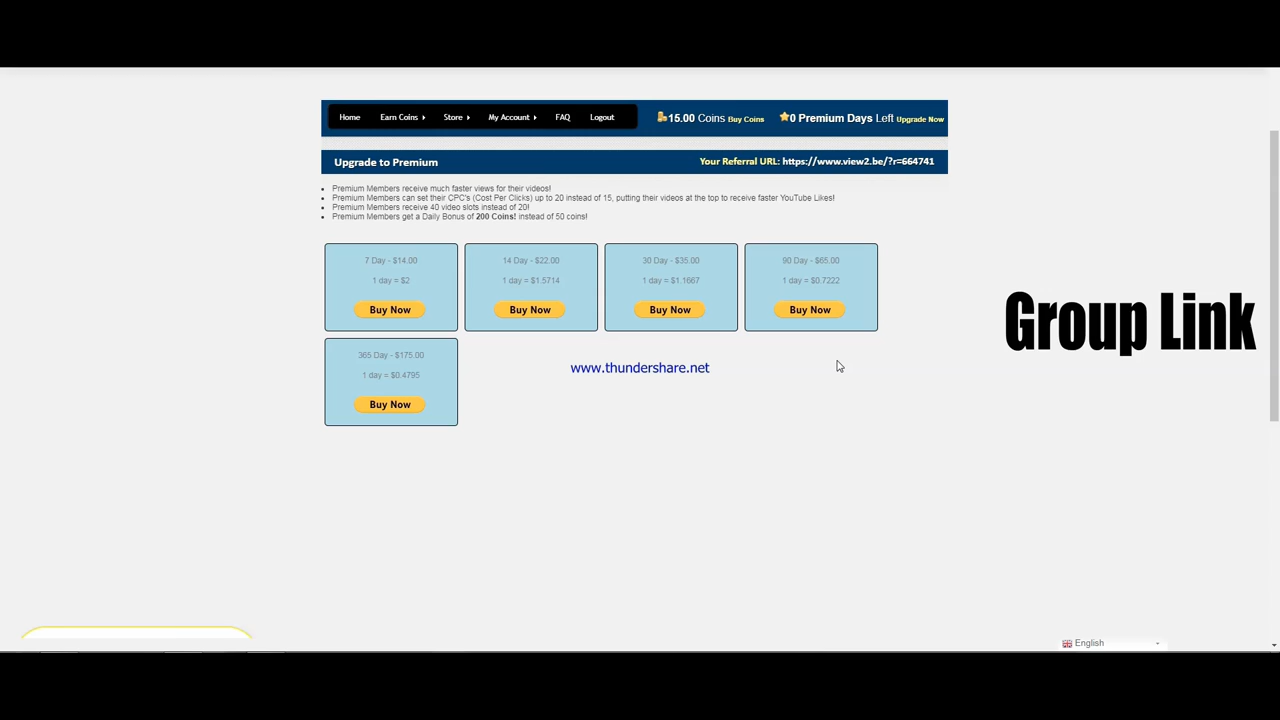 Home Earn Coins Store My Account FAQ Logout 15.00 Coins Buy Coins 0 Premium Days Left Upgrade Now
Upgrade to Premium Your Referral URL: https://www.view2.be/?r=664741
Premium Members receive much faster views for their videos!
Premium Members can set their CPC's (Cost Per Clicks) up to 20 instead of 15, putting their videos at the top to receive faster YouTube Likes!
Premium Members receive 40 video slots instead of 20!
Premium Members get a Daily Bonus of 200 Coins! instead of 50 coins!
7 Day - $14.00
1 day = $2
Buy Now
14 Day - $22.00
1 day = $1.5714
Buy Now
30 Day - $35.00
1 day = $1.1667
Buy Now
90 Day - $65.00
1 day = $0.7222
Buy Now
365 Day - $175.00
1 day = $0.4795
Buy Now
www.thundershare.net
Group Link
English